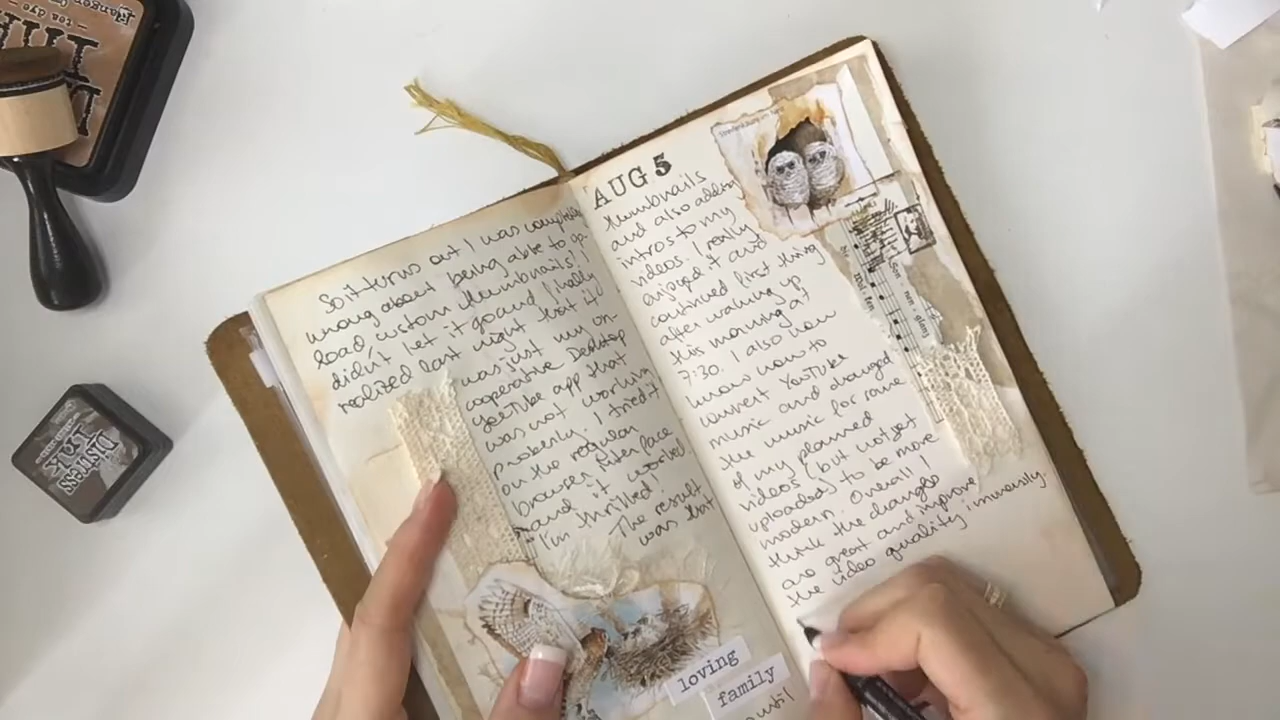 So it turns out I was completely
wrong about being able to up-
load custom thumbnails! I
didn't let it go and finally
realized last night that it
was just my un-
cooperative Desktop
YouTube app that
was not working
properly. I tried it
on the regular
browser interface
and it worked.
I'm thrilled!
The result
was that
loving
family
until
AUG 5
thumbnails
and also adding
intros to my
videos. I really
enjoyed it and
continued first thing
after waking up
this morning at
7:30. I also now
know how to
convert YouTube
music and changed
the music for some
of my planned
videos (but not yet
uploaded) to be more
modern. Overall I
think the changes
are great and improve
the video quality immensely.
Distress
Ink
tea dye